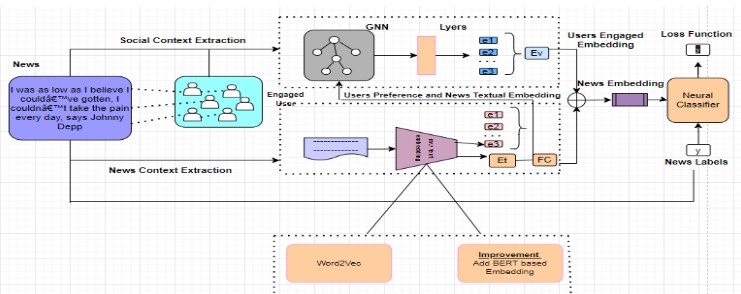 GNN
Lyers
Social Context Extraction
Users Engaged
Embedding
Loss Function
News
e1
e2
e3
Ev
I was as low as I believe I
couldâ€™ve gotten, I
couldnâ€™t take the pain
every day, says Johnny
Depp
Engaged
User
Users Preference and News Textual Embedding
News Embedding
Neural
Classifier
e1
e2
e3
Et
FC
y
News Labels
News Context Extraction
Word2Vec
Improvement
Add BERT based
Embedding